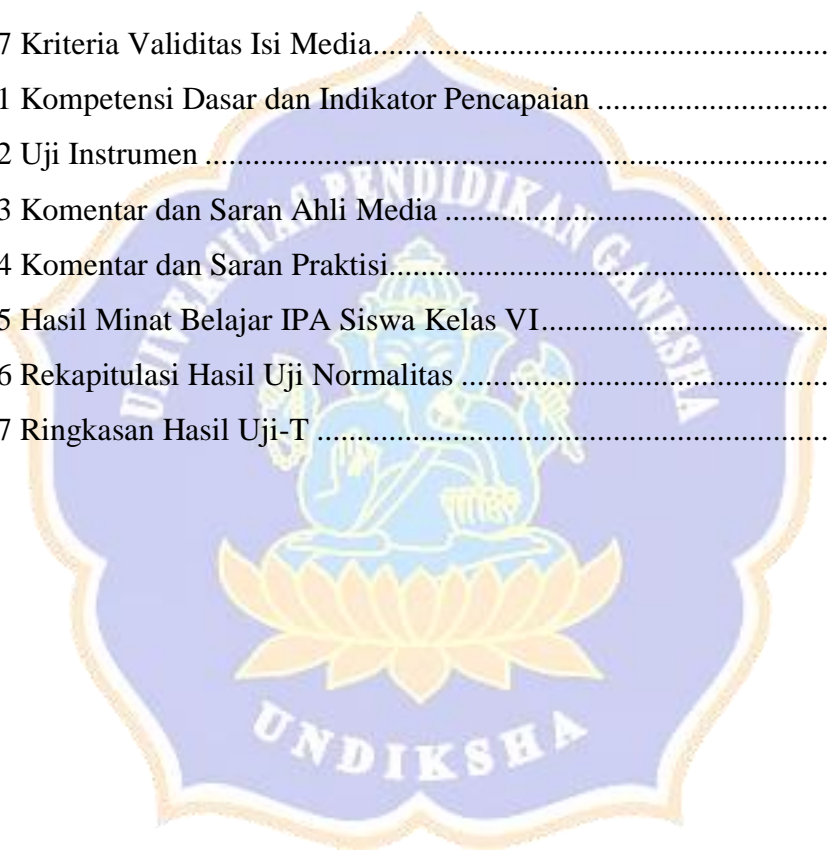 7 Kriteria Validitas Isi Media.......................................................
1 Kompetensi Dasar dan Indikator Pencapaian ............................
2 Uji Instrumen ...........................................................................
3 Komentar dan Saran Ahli Media ..............................................
4 Komentar dan Saran Praktisi.....................................................
5 Hasil Minat Belajar IPA Siswa Kelas VI...................................
6 Rekapitulasi Hasil Uji Normalitas ............................................
7 Ringkasan Hasil Uji-T ..............................................................
UNIVERSITAS PENDIDIKAN GANESHA
UNDIKSHA